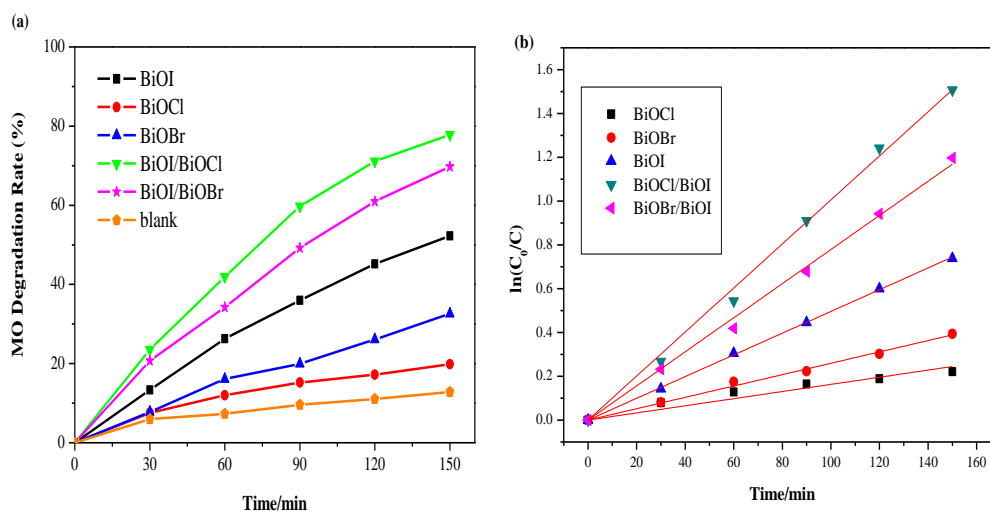 (a)
MO Degradation Rate (%)
100
80
60
40
20
0
BiOI
BiOCl
BiOBr
BiOI/BiOCl
BiOI/BiOBr
blank
0 30 60 90 120 150
Time/min
(b)
ln(C0/C)
1.6
1.4
1.2
1.0
0.8
0.6
0.4
0.2
0.0
BiOCl
BiOBr
BiOI
BiOCl/BiOI
BiOBr/BiOI
0 20 40 60 80 100 120 140 160
Time/min